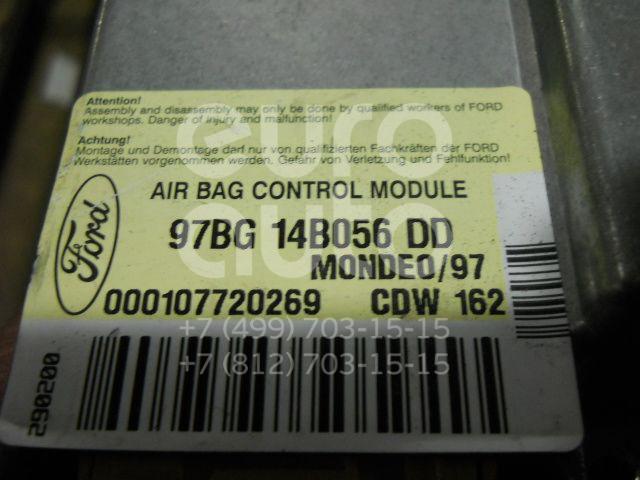 Attention!
Assembly and disassembly may only be done by qualified workers of FORD
workshops. Danger of injury and malfunction!
Achtung!
Montage und Demontage darf nur von qualifizierten Fachkräften der FORD
Werkstätten vorgenommen werden. Gefahr von Verletzung und Fehlfunktion!
euro
auto
AIR BAG CONTROL MODULE
Ford
97BG 14B056 DD
MONDEO/97
000107720269 CDW 162
+7 (499) 703-15-15
+7 (812) 703-15-15
290200